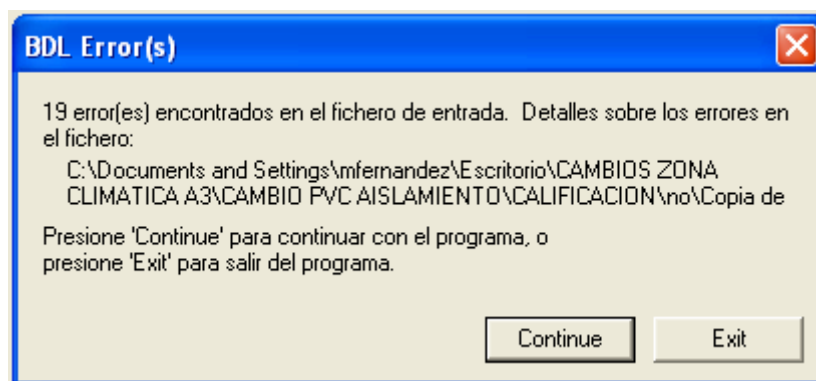 BDL Error(s)
19 error(es) encontrados en el fichero de entrada. Detalles sobre los errores en
el fichero:
C:\Documents and Settings\mfernandez\Escritorio\CAMBIOS ZONA
CLIMATICA A3\CAMBIO PVC AISLAMIENTO\CALIFICACION\no\Copia de
Presione 'Continue' para continuar con el programa, o
presione 'Exit' para salir del programa.
Continue Exit